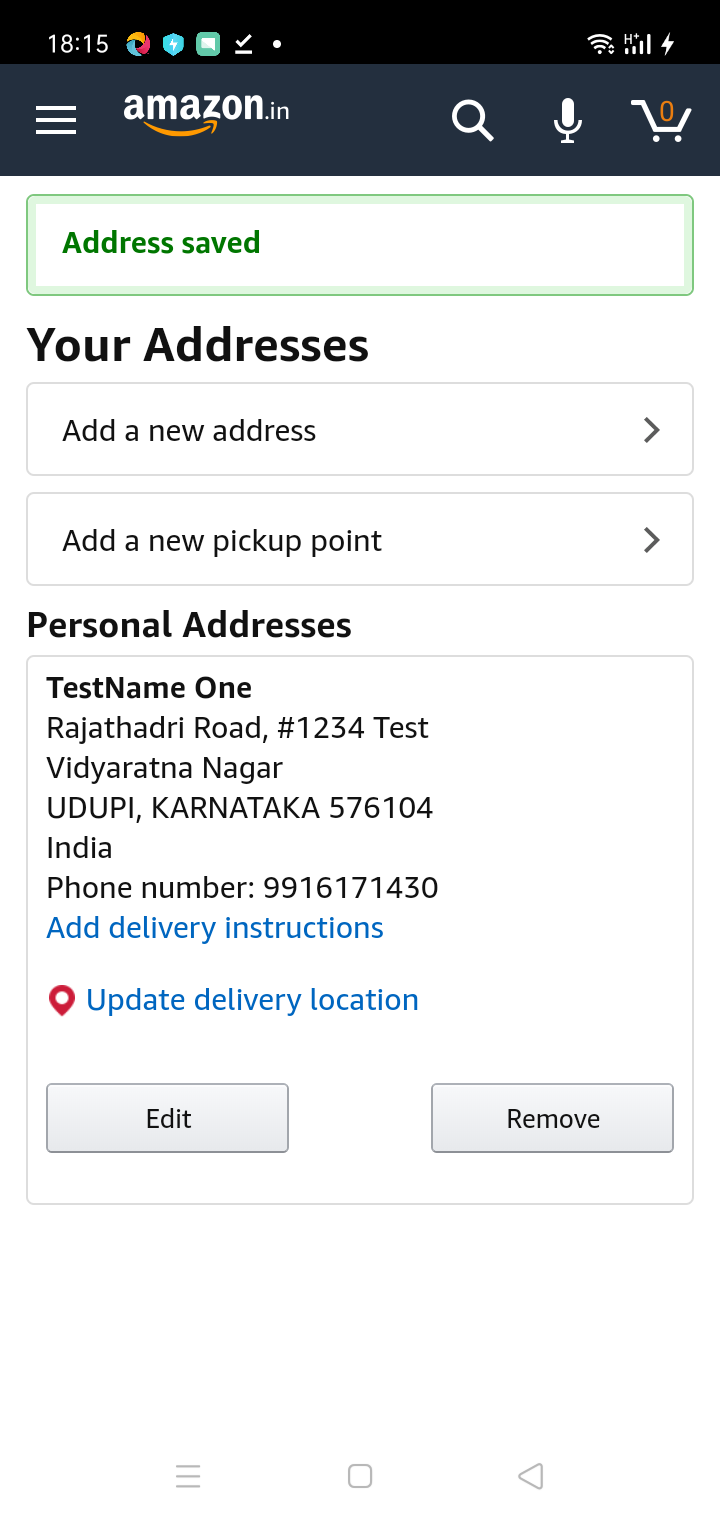 18:15
H+
amazon.in
0
Address saved
Your Addresses
Add a new address
Add a new pickup point
Personal Addresses
TestName One
Rajathadri Road, #1234 Test
Vidyaratna Nagar
UDUPI, KARNATAKA 576104
India
Phone number: 9916171430
Add delivery instructions
Update delivery location
Edit
Remove